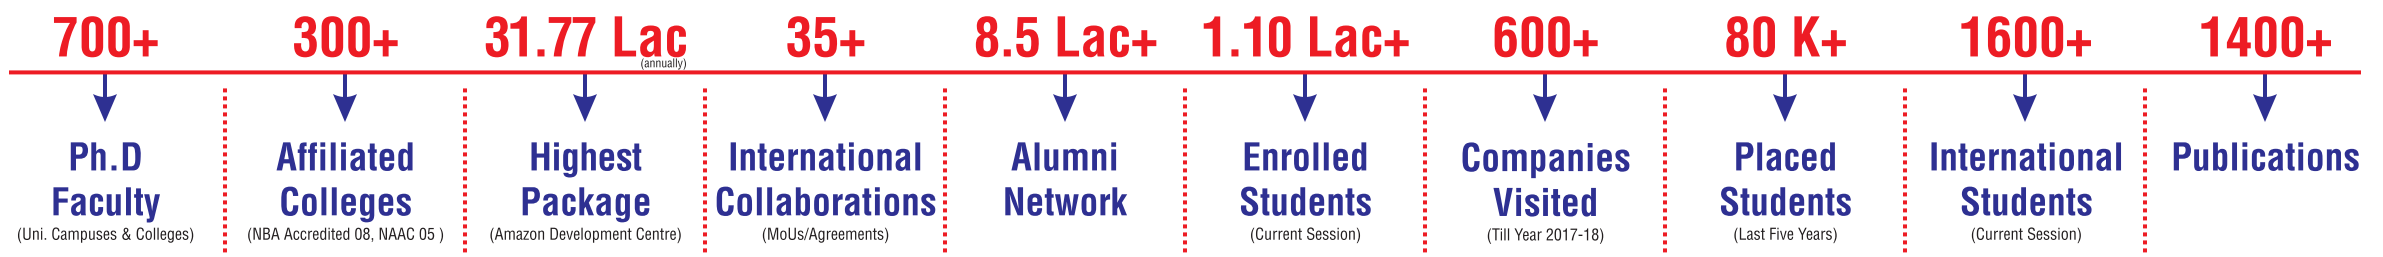 700+
Ph.D
Faculty
(Uni. Campuses & Colleges)
300+
Affiliated
Colleges
(NBA Accredited 08, NAAC 05 )
31.77 Lac
(annually)
Highest
Package
(Amazon Development Centre)
35+
International
Collaborations
(MoUs/Agreements)
8.5 Lac+
Alumni
Network
1.10 Lac+
Enrolled
Students
(Current Session)
600+
Companies
Visited
(Till Year 2017-18)
80 K+
Placed
Students
(Last Five Years)
1600+
International
Students
(Current Session)
1400+
Publications